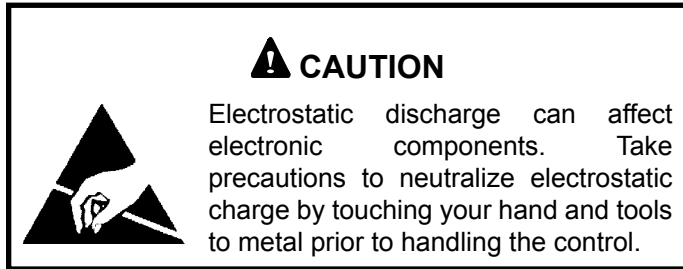 CAUTION
Electrostatic discharge can affect
electronic components. Take
precautions to neutralize electrostatic
charge by touching your hand and tools
to metal prior to handling the control.